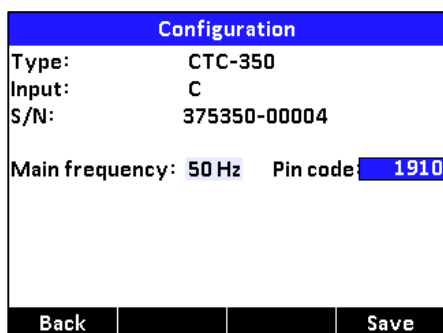 Configuration
Type: CTC-350
Input: C
S/N: 375350-00004
Main frequency: 50 Hz Pin code: 1910
Back Save